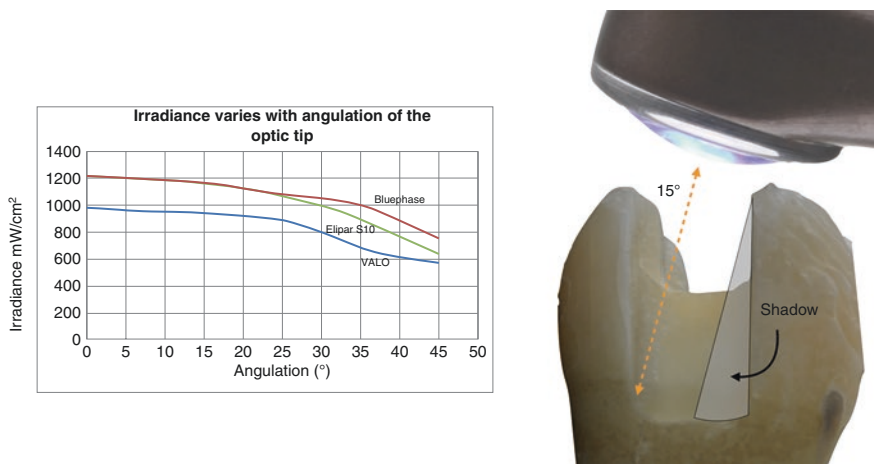 Irradiance varies with angulation of the
optic tip
Irradiance mW/cm²
1400
1200
1000
800
600
400
200
0
Bluephase
Elipar S10
VALO
0 5 10 15 20 25 30 35 40 45 50
Angulation (°)
15°
Shadow